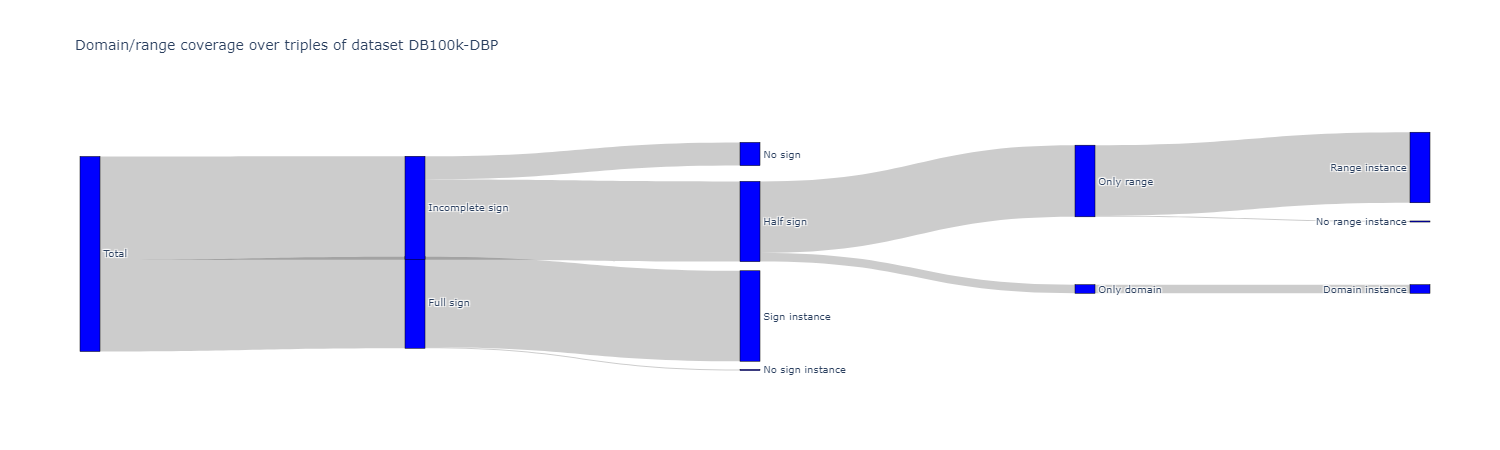 Domain/range coverage over triples of dataset DB100k-DBP
Total
Incomplete sign
Full sign
No sign
Half sign
Sign instance
No sign instance
Only range
Only domain
Range instance
No range instance
Domain instance